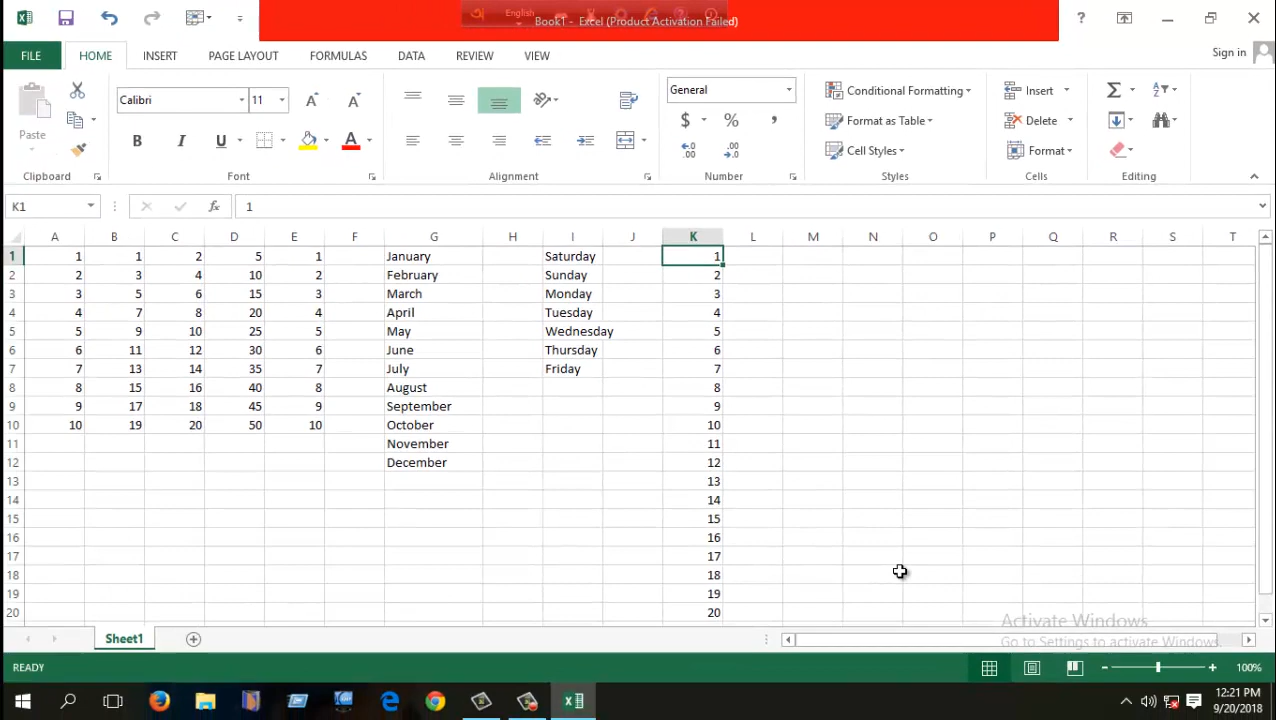 English
Book1 - Excel (Product Activation Failed)
FILE HOME INSERT PAGE LAYOUT FORMULAS DATA REVIEW VIEW Sign in
Paste
Calibri 11
General
Conditional Formatting
Format as Table
Cell Styles
Insert
Delete
Format
Clipboard Font Alignment Number Styles Cells Editing
K1 1
A B C D E F G H I J K L M N O P Q R S T
1 1 1 2 5 1 January Saturday 1
2 2 3 4 10 2 February Sunday 2
3 3 5 6 15 3 March Monday 3
4 4 7 8 20 4 April Tuesday 4
5 5 9 10 25 5 May Wednesday 5
6 6 11 12 30 6 June Thursday 6
7 7 13 14 35 7 July Friday 7
8 8 15 16 40 8 August 8
9 9 17 18 45 9 September 9
10 10 19 20 50 10 October 10
11 November 11
12 December 12
13 13
14 14
15 15
16 16
17 17
18 18
19 19
20 20
Activate Windows
Go to Settings to activate Windows.
Sheet1
READY 100%
12:21 PM
9/20/2018